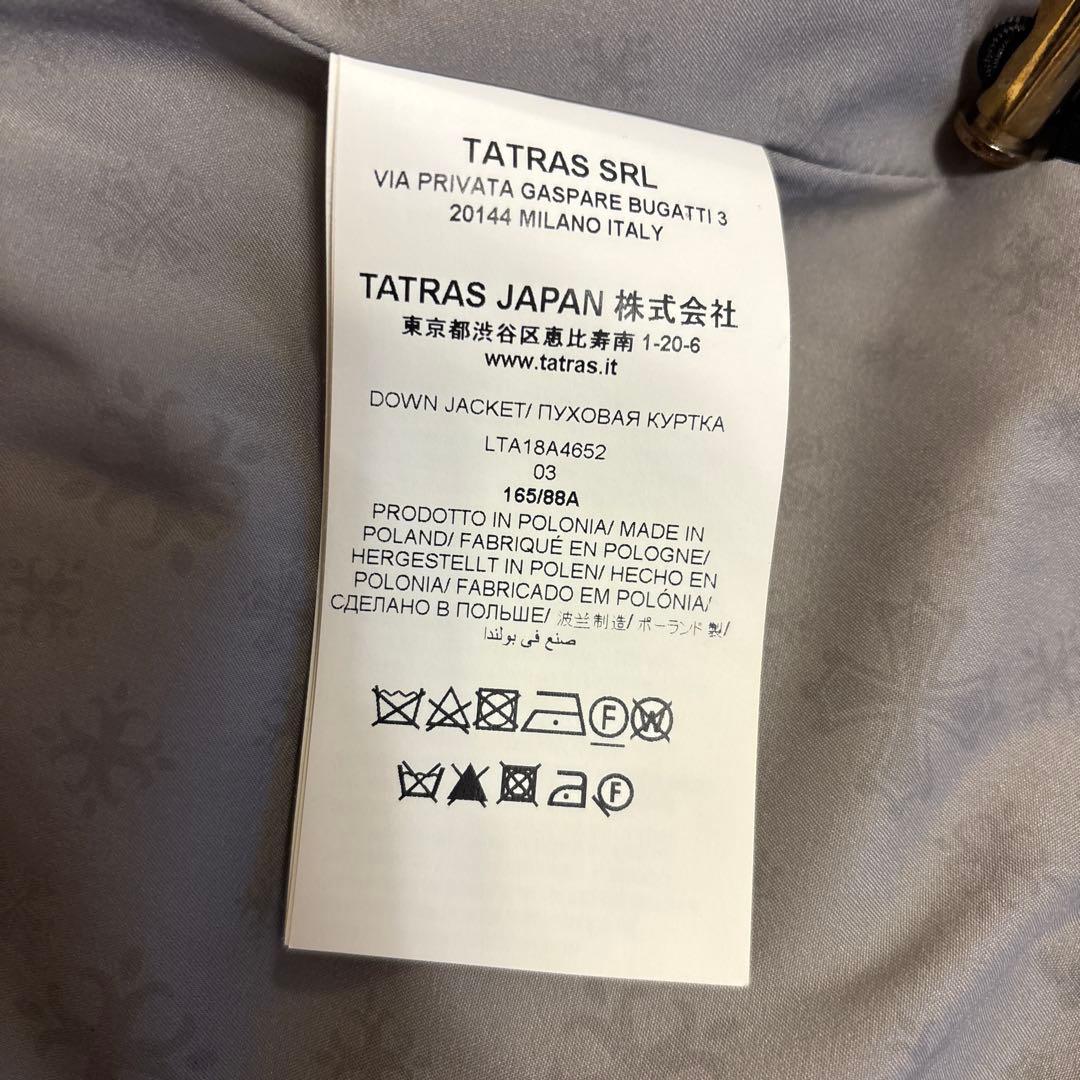 TATRAS SRL
VIA PRIVATA GASPARE BUGATTI 3
20144 MILANO ITALY
TATRAS JAPAN 株式会社
東京都渋谷区恵比寿南 1-20-6
www.tatras.it
DOWN JACKET/ ПУХОВАЯ КУРТКА
LTA18A4652
03
165/88A
PRODOTTO IN POLONIA/ MADE IN
POLAND/ FABRIQUÉ EN POLOGNE/
HERGESTELLT IN POLEN/ HECHO EN
POLONIA/ FABRICADO EM POLÓNIA/
СДЕЛАНО В ПОЛЬШЕ/ 波兰制造/ ポーランド製/
صنع في بولندا
F W
F